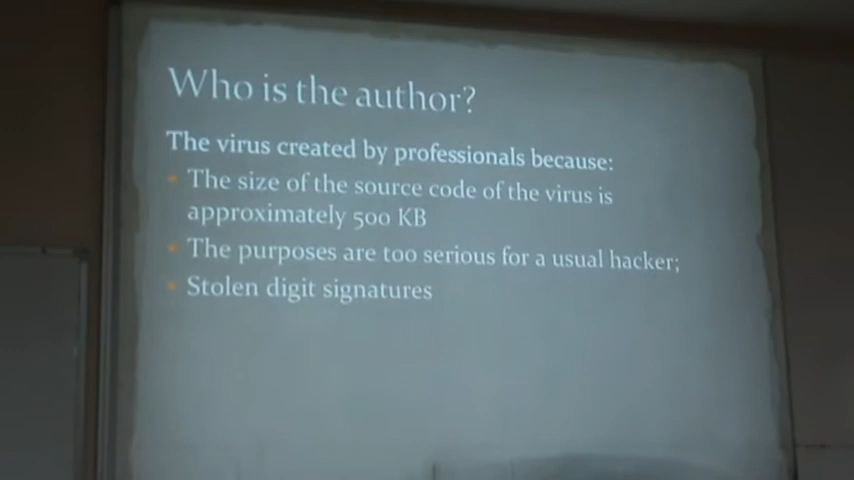 Who is the author?
The virus created by professionals because:
The size of the source code of the virus is
approximately 500 KB
The purposes are too serious for a usual hacker;
Stolen digit signatures